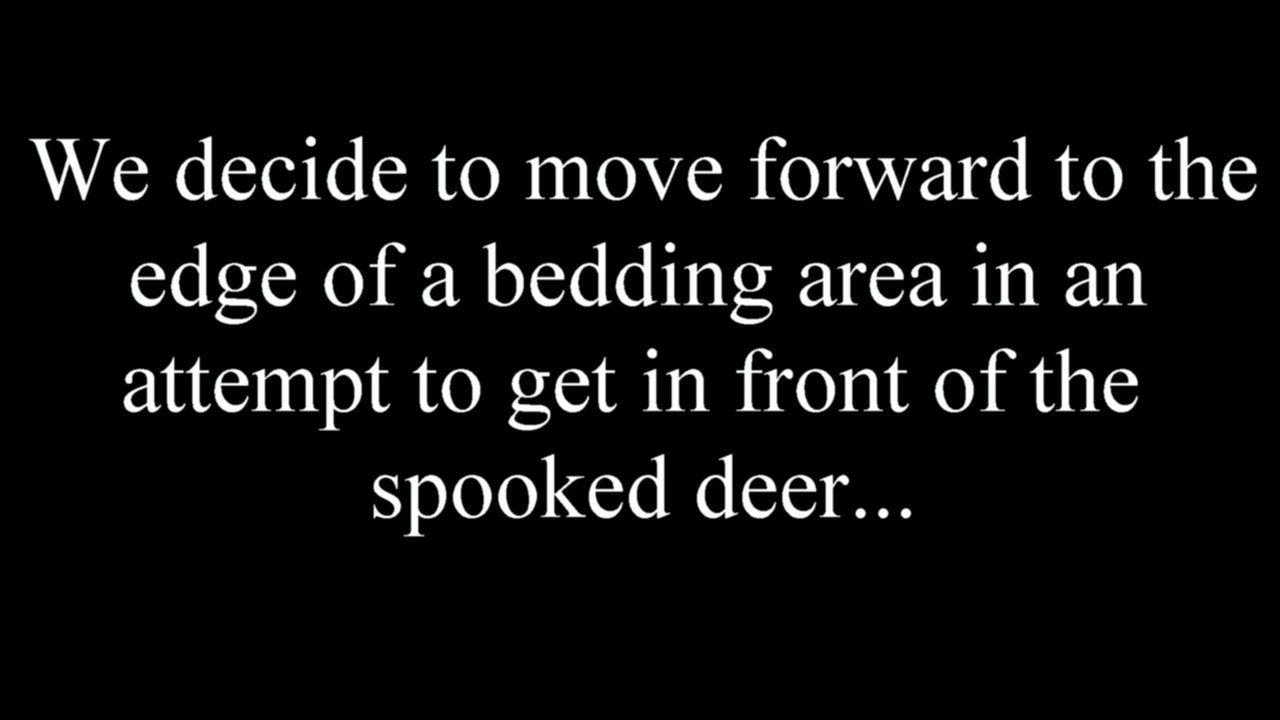 We decide to move forward to the
edge of a bedding area in an
attempt to get in front of the
spooked deer...